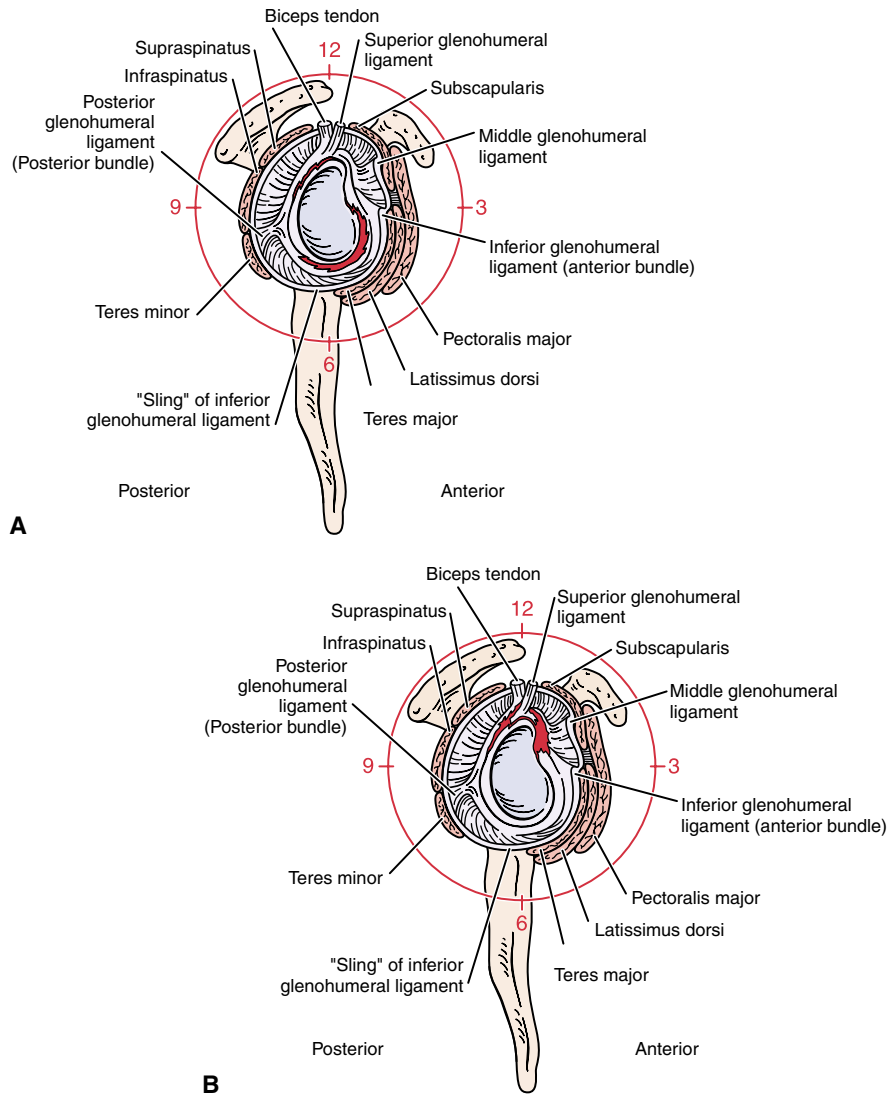 Biceps tendon
Supraspinatus
12
Superior glenohumeral
ligament
Infraspinatus
Subscapularis
Posterior
glenohumeral
ligament
(Posterior bundle)
Middle glenohumeral
ligament
9
3
Inferior glenohumeral
ligament (anterior bundle)
Teres minor
Pectoralis major
6
Latissimus dorsi
"Sling" of inferior
glenohumeral ligament
Teres major
Posterior
Anterior
A
Biceps tendon
Supraspinatus
12
Superior glenohumeral
ligament
Infraspinatus
Subscapularis
Posterior
glenohumeral
ligament
(Posterior bundle)
Middle glenohumeral
ligament
9
3
Inferior glenohumeral
ligament (anterior bundle)
Teres minor
Pectoralis major
6
Latissimus dorsi
"Sling" of inferior
glenohumeral ligament
Teres major
Posterior
Anterior
B